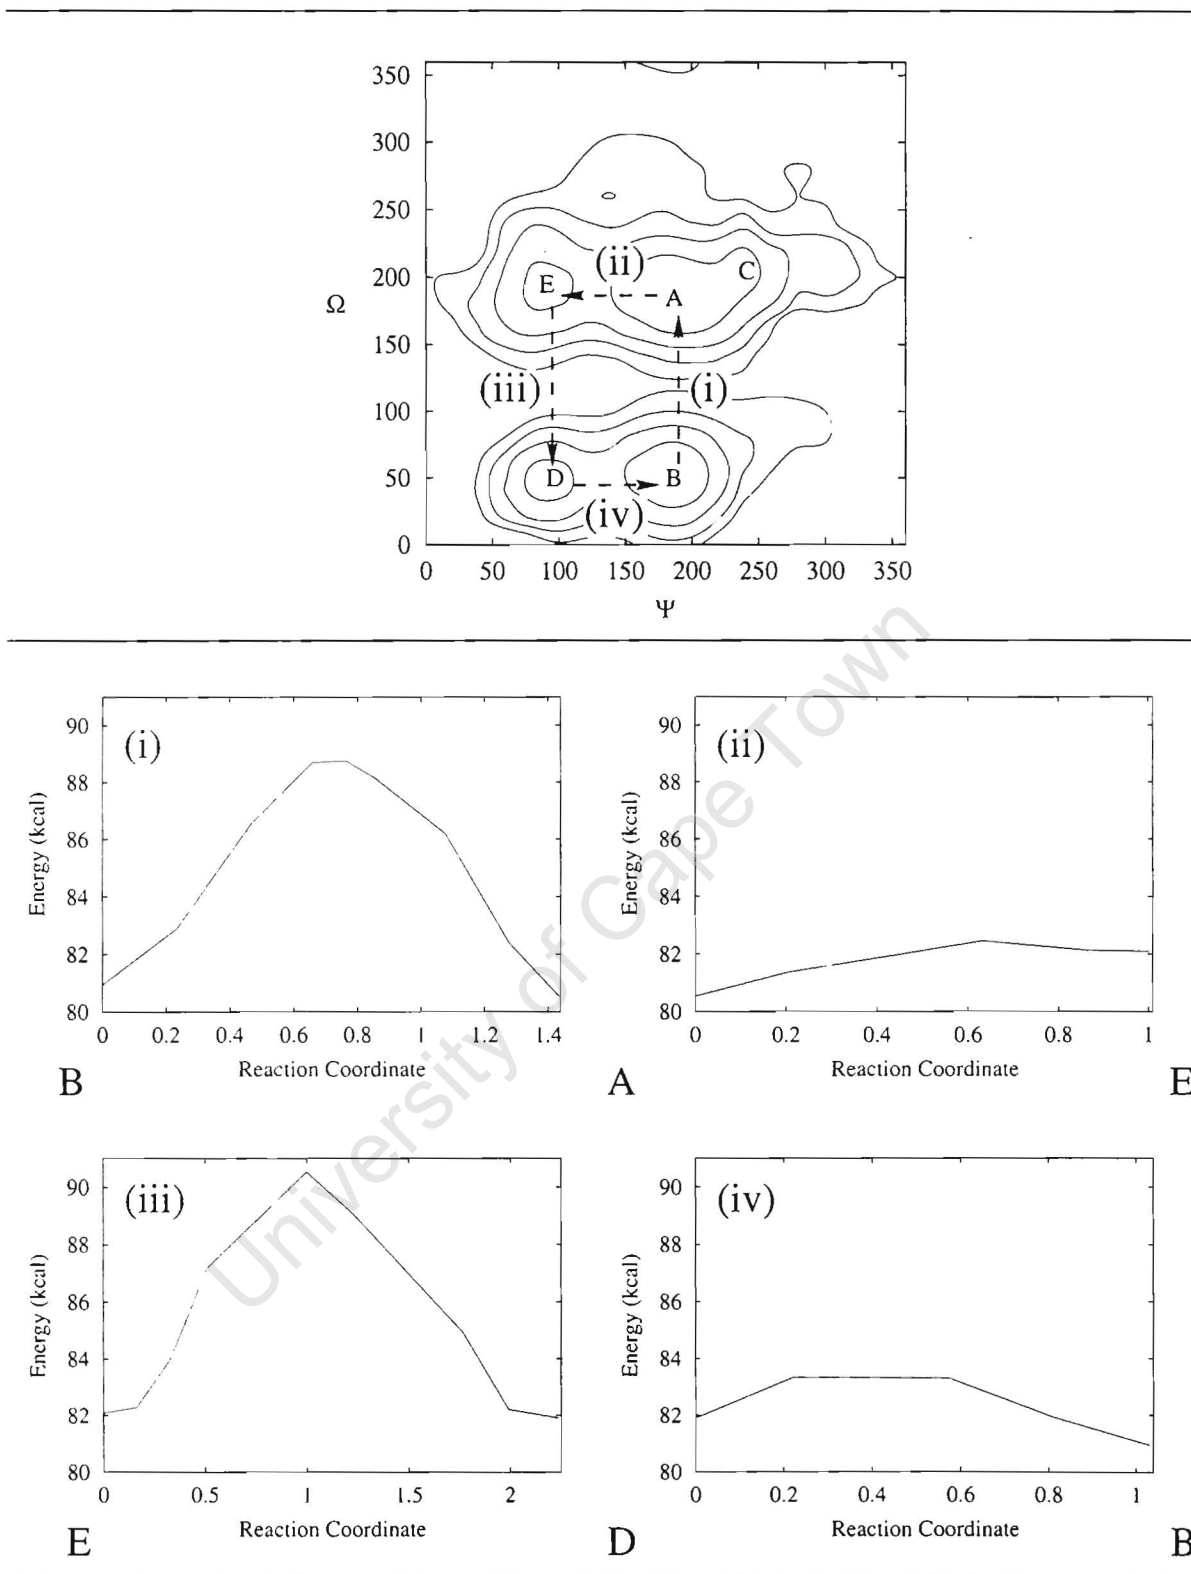 350
300
250
200
150
100
50
0
Ω
E
(ii)
A
C
(iii)
(i)
D
B
(iv)
0 50 100 150 200 250 300 350
Ψ
University of Cape Town
90
88
86
84
82
80
Energy (kcal)
(i)
0 0.2 0.4 0.6 0.8 1 1.2 1.4
Reaction Coordinate
90
88
86
84
82
80
Energy (kcal)
(ii)
0 0.2 0.4 0.6 0.8 1
Reaction Coordinate
B A E
90
88
86
84
82
80
Energy (kcal)
(iii)
0 0.5 1 1.5 2
Reaction Coordinate
90
88
86
84
82
80
Energy (kcal)
(iv)
0 0.2 0.4 0.6 0.8 1
Reaction Coordinate
E D B